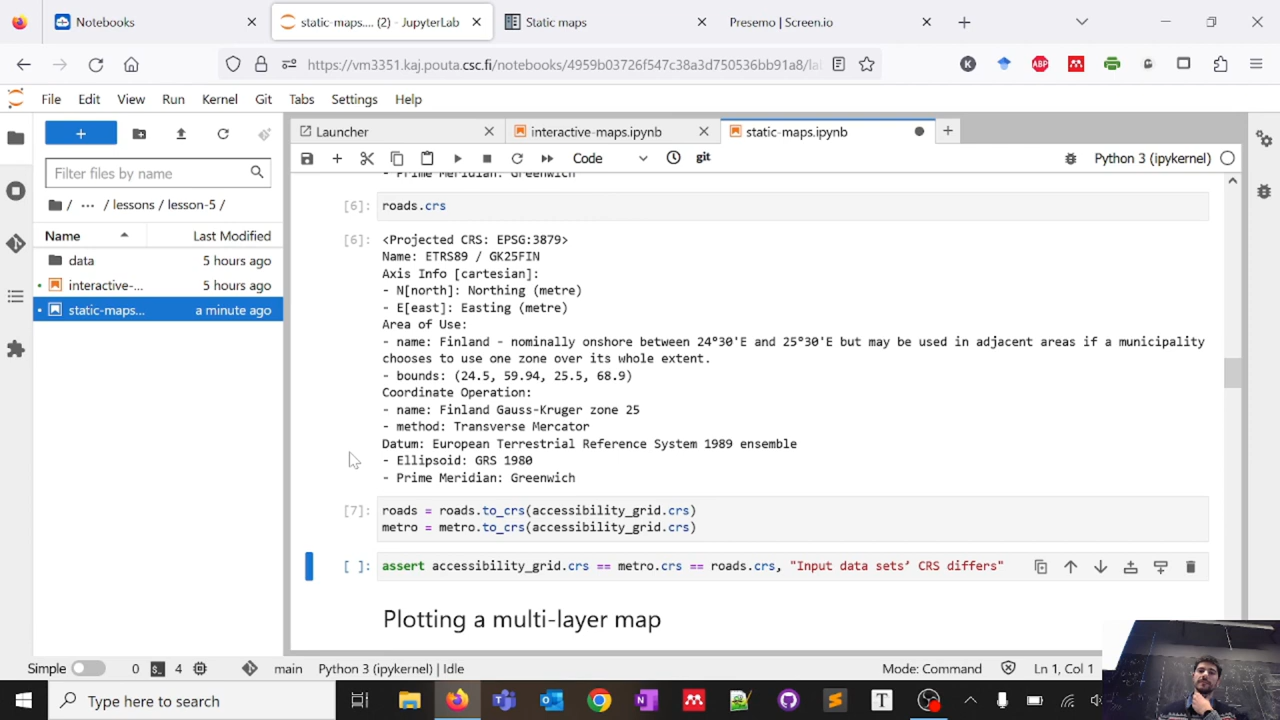 Notebooks
static-maps.... (2) - JupyterLab
Static maps
Presemo | Screen.io
https://vm3351.kaj.pouta.csc.fi/notebooks/4959b03726f547c38a3d750536bb91a8/la
K
ABP
File Edit View Run Kernel Git Tabs Settings Help
Launcher
interactive-maps.ipynb
static-maps.ipynb
Filter files by name
Code
git
Python 3 (ipykernel)
/ ··· / lessons / lesson-5 /
Name Last Modified
data 5 hours ago
interactive-... 5 hours ago
static-maps... a minute ago
- Prime Meridian: Greenwich
[6]: roads.crs
[6]: <Projected CRS: EPSG:3879>
Name: ETRS89 / GK25FIN
Axis Info [cartesian]:
- N[north]: Northing (metre)
- E[east]: Easting (metre)
Area of Use:
- name: Finland - nominally onshore between 24°30'E and 25°30'E but may be used in adjacent areas if a municipality
chooses to use one zone over its whole extent.
- bounds: (24.5, 59.94, 25.5, 68.9)
Coordinate Operation:
- name: Finland Gauss-Kruger zone 25
- method: Transverse Mercator
Datum: European Terrestrial Reference System 1989 ensemble
- Ellipsoid: GRS 1980
- Prime Meridian: Greenwich
[7]: roads = roads.to_crs(accessibility_grid.crs)
metro = metro.to_crs(accessibility_grid.crs)
[ ]: assert accessibility_grid.crs == metro.crs == roads.crs, "Input data sets’ CRS differs"
Plotting a multi-layer map
Simple 0 4 main Python 3 (ipykernel) | Idle Mode: Command Ln 1, Col 1
Type here to search
T